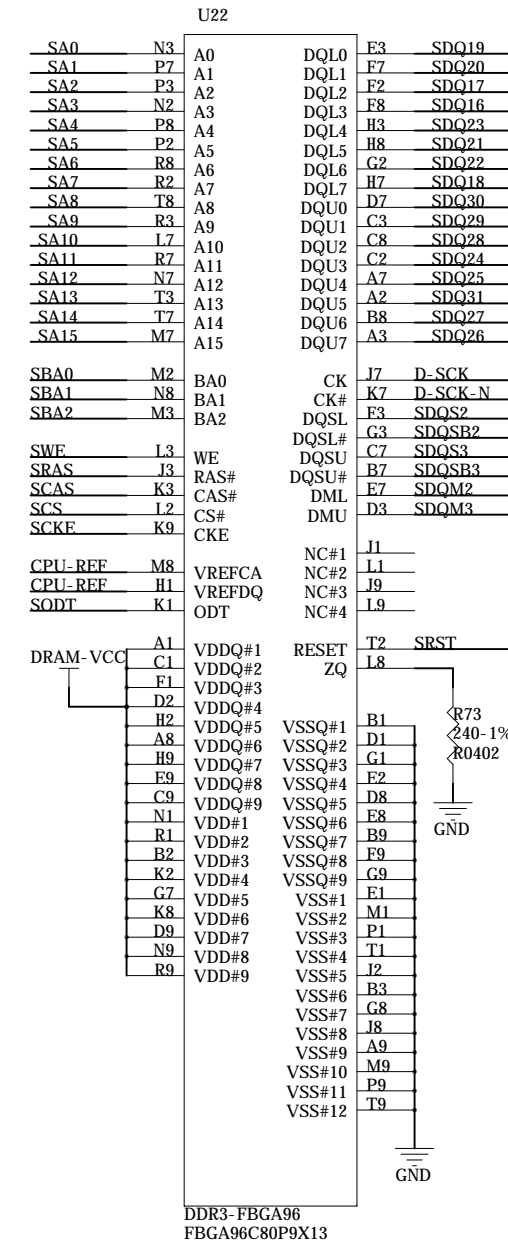 U22
SA0 N3 A0 DQL0 E3 SDQ19
SA1 P7 A1 DQL1 F7 SDQ20
SA2 P3 A2 DQL2 F2 SDQ17
SA3 N2 A3 DQL3 F8 SDQ16
SA4 P8 A4 DQL4 H3 SDQ23
SA5 P2 A5 DQL5 H8 SDQ21
SA6 R8 A6 DQL6 G2 SDQ22
SA7 R2 A7 DQL7 H7 SDQ18
SA8 T8 A8 DQU0 D7 SDQ30
SA9 R3 A9 DQU1 C3 SDQ29
SA10 L7 A10 DQU2 C8 SDQ28
SA11 R7 A11 DQU3 C2 SDQ24
SA12 N7 A12 DQU4 A7 SDQ25
SA13 T3 A13 DQU5 A2 SDQ31
SA14 T7 A14 DQU6 B8 SDQ27
SA15 M7 A15 DQU7 A3 SDQ26
SBA0 M2 BA0 CK J7 D-SCK
SBA1 N8 BA1 CK# K7 D-SCK-N
SBA2 M3 BA2 DQSL F3 SDQS2
DQSL# G3 SDQSB2
SWE L3 WE DQSU C7 SDQS3
SRAS J3 RAS# DQSU# B7 SDQSB3
SCAS K3 CAS# DML E7 SDQM2
SCS L2 CS# DMU D3 SDQM3
SCKE K9 CKE
NC#1 J1
CPU-REF M8 VREFCA NC#2 L1
CPU-REF H1 VREFDQ NC#3 J9
SODT K1 ODT NC#4 L9
DRAM-VCC
A1 VDDQ#1 RESET T2 SRST
C1 VDDQ#2 ZQ L8
F1 VDDQ#3
D2 VDDQ#4
H2 VDDQ#5 VSSQ#1 B1
A8 VDDQ#6 VSSQ#2 D1
H9 VDDQ#7 VSSQ#3 G1
E9 VDDQ#8 VSSQ#4 E2
C9 VDDQ#9 VSSQ#5 D8
N1 VDD#1 VSSQ#6 E8
R1 VDD#2 VSSQ#7 B9
B2 VDD#3 VSSQ#8 F9
K2 VDD#4 VSSQ#9 G9
G7 VDD#5 VSS#1 E1
K8 VDD#6 VSS#2 M1
D9 VDD#7 VSS#3 P1
N9 VDD#8 VSS#4 T1
R9 VDD#9 VSS#5 J2
VSS#6 B3
VSS#7 G8
VSS#8 J8
VSS#9 A9
VSS#10 M9
VSS#11 P9
VSS#12 T9
R73
240-1%
R0402
GND
GND
DDR3-FBGA96
FBGA96C80P9X13